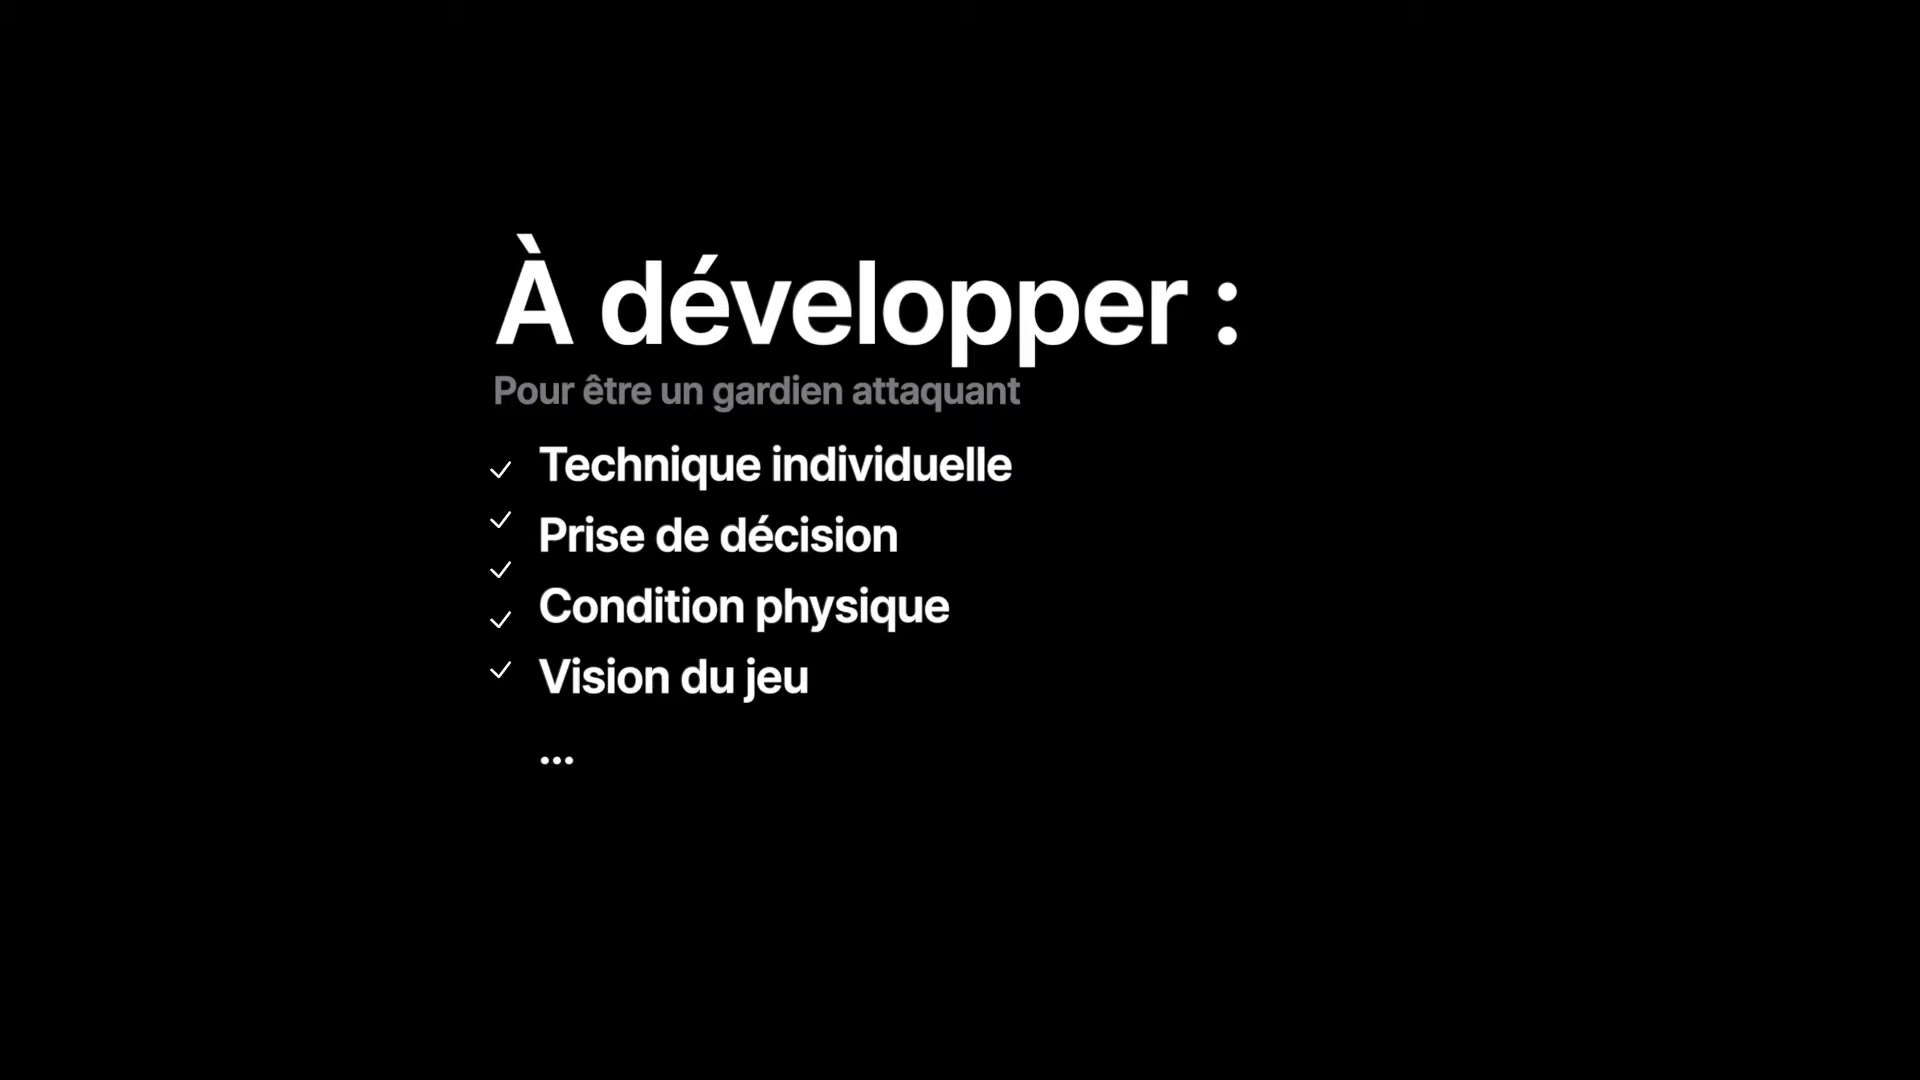 À développer :
Pour être un gardien attaquant
✓ Technique individuelle
✓ Prise de décision
✓ Condition physique
✓ Vision du jeu
✓ ...